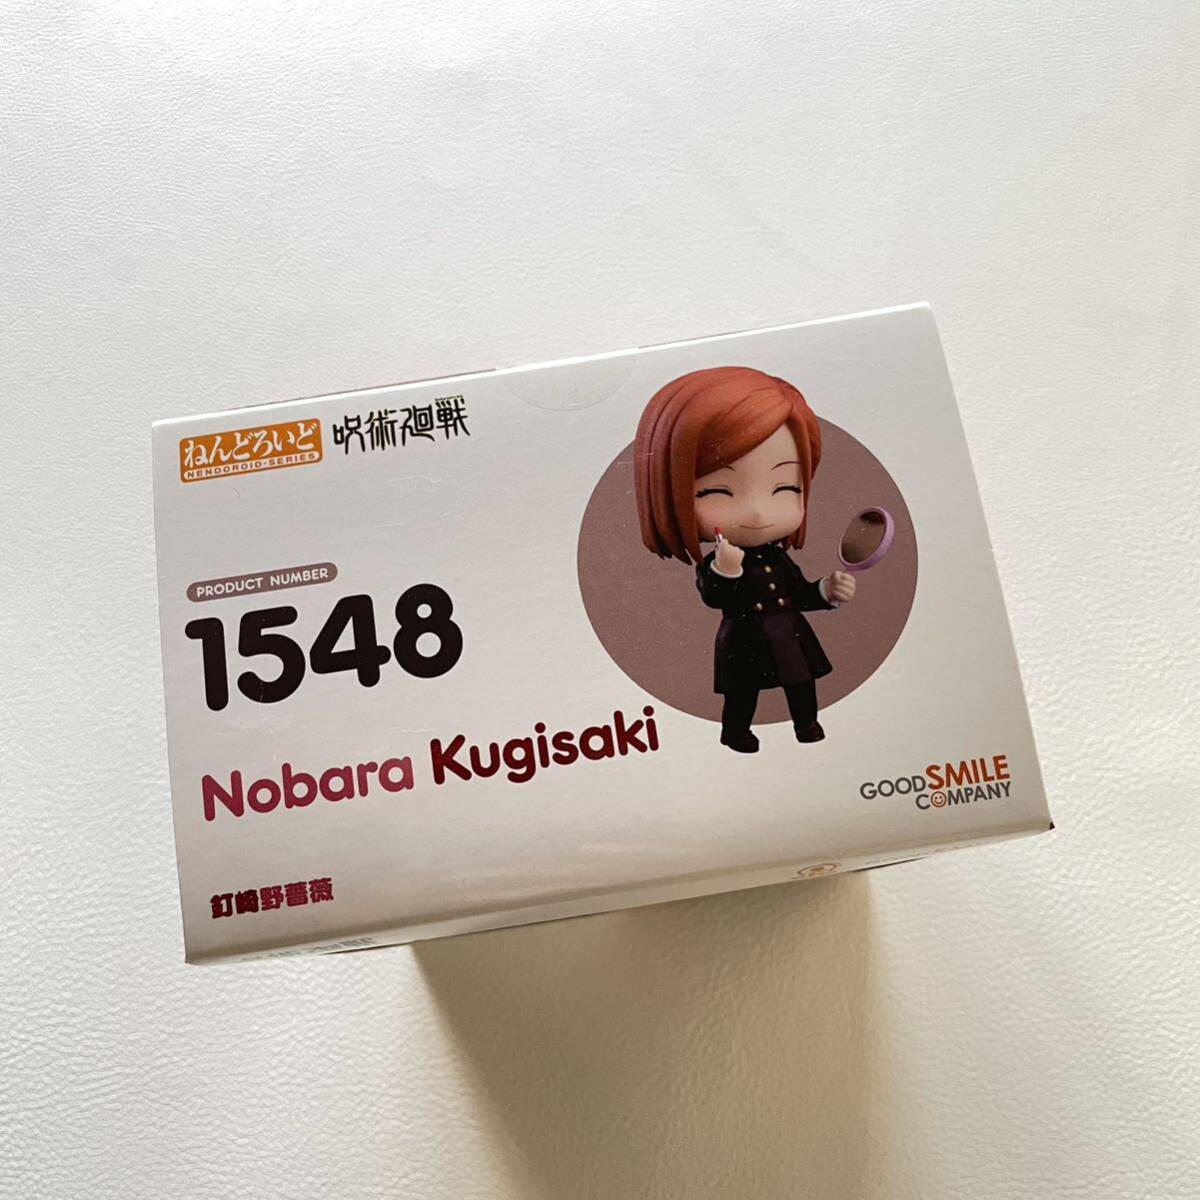 ねんどろいど
NENDOROID-SERIES
呪術廻戦
PRODUCT NUMBER
1548
Nobara Kugisaki
釘崎野薔薇
GOOD SMILE
COMPANY